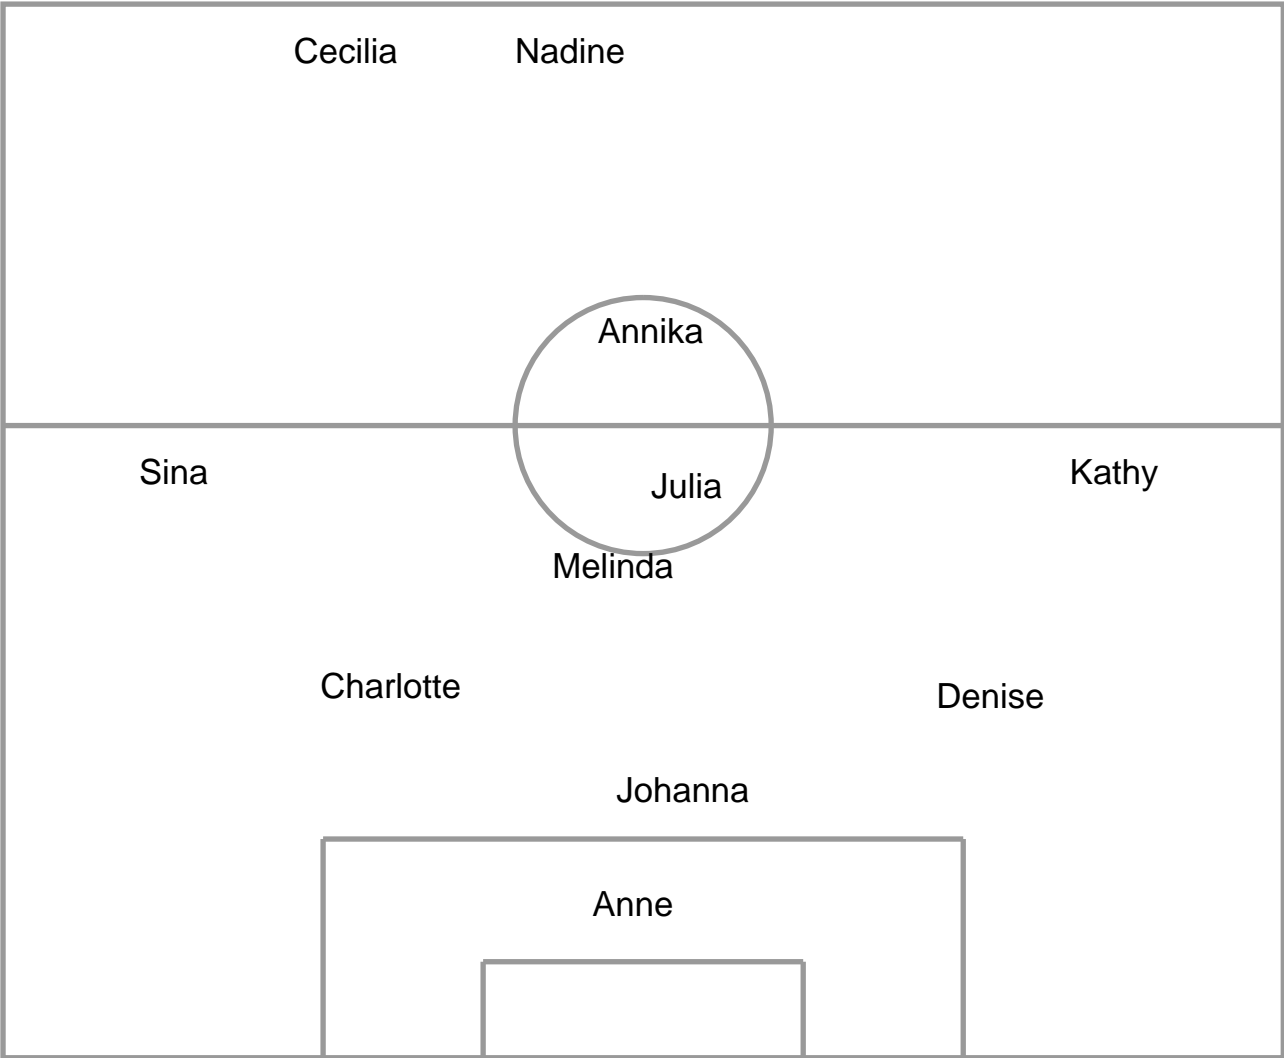 Cecilia Nadine
Annika
Sina Julia Kathy
Melinda
Charlotte Denise
Johanna
Anne